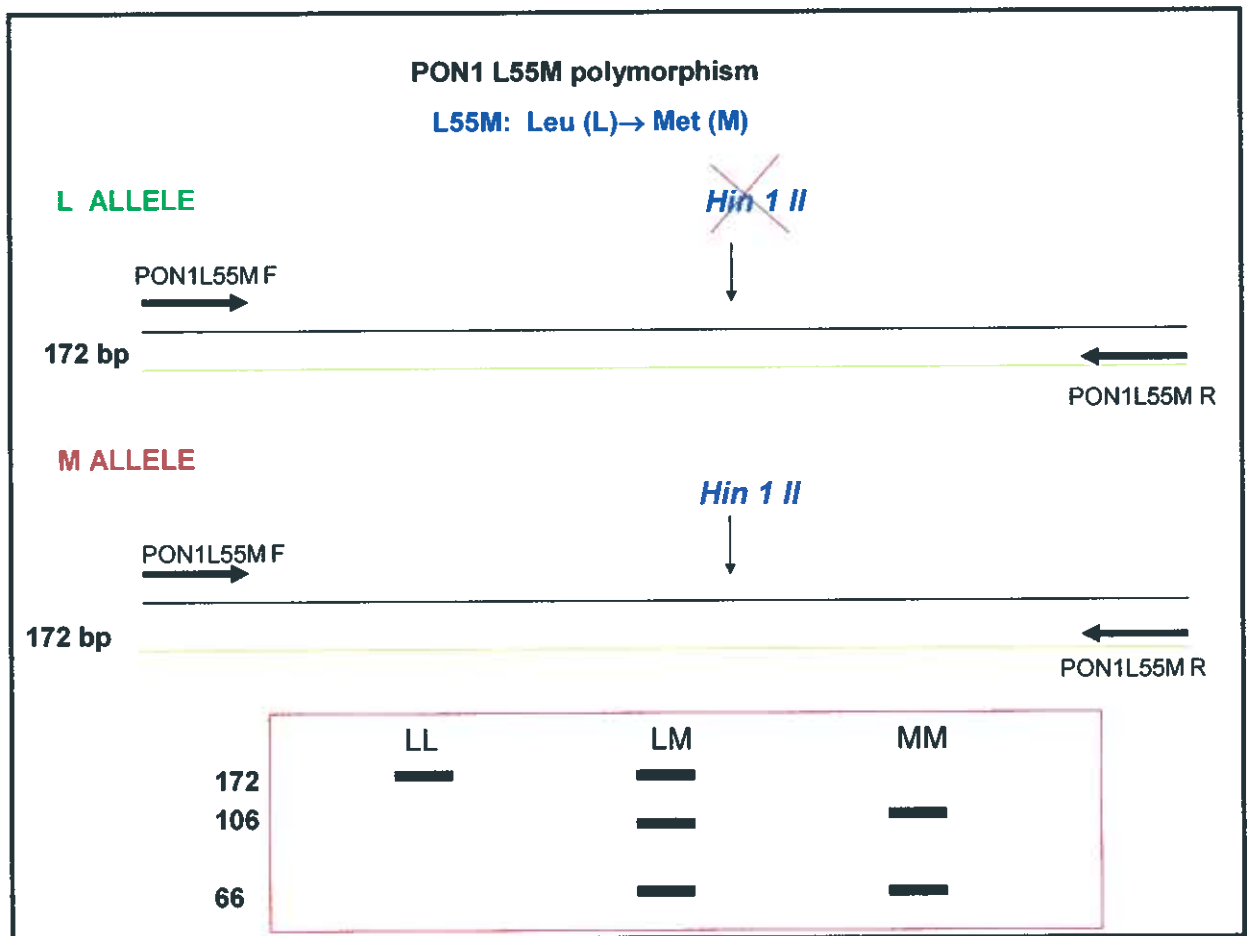 PON1 L55M polymorphism
L55M: Leu (L)→ Met (M)
L ALLELE
Hin 1 II
PON1L55M F
172 bp
PON1L55M R
M ALLELE
Hin 1 II
PON1L55M F
172 bp
PON1L55M R
LL LM MM
172
106
66